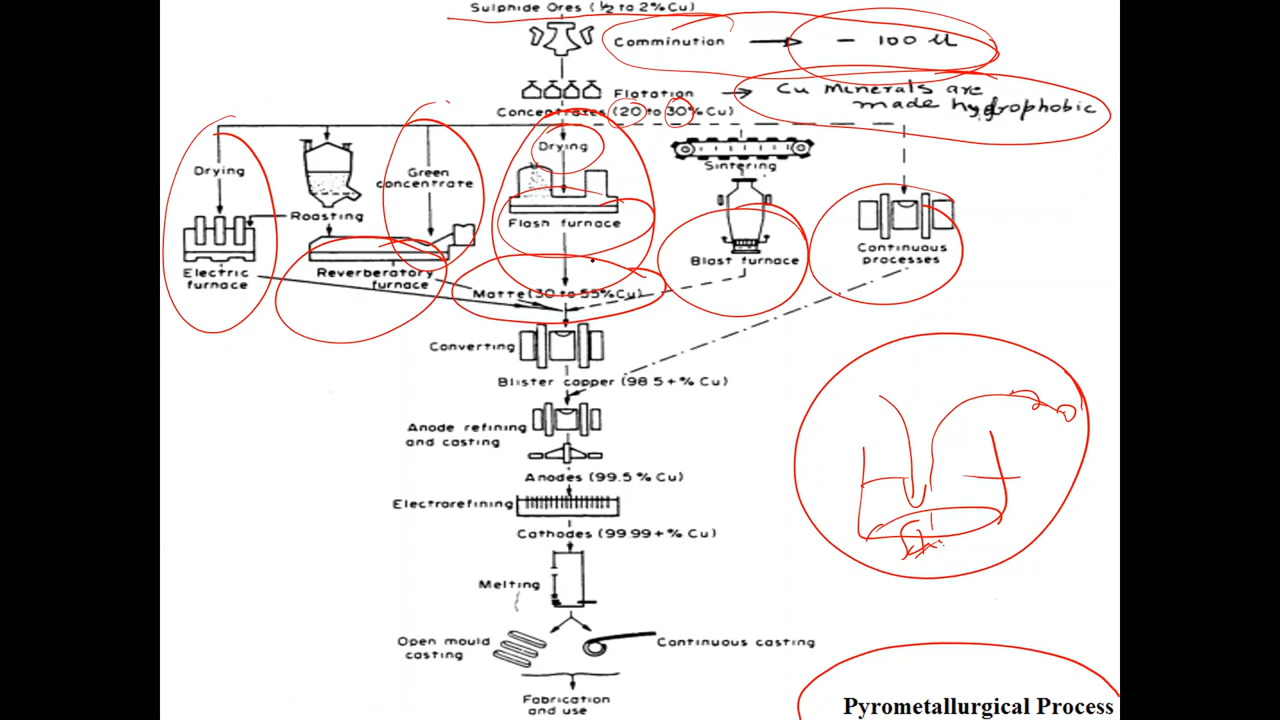 Sulphide Ores (½ to 2% Cu)
Comminution → - 100 μ
Flotation → Cu Minerals are
made hydrophobic
Concentrates (20 to 30% Cu)
Drying
Drying
Green
concentrate
Sintering
Roasting
Flash furnace
Electric
furnace
Reverberatory
furnace
Blast furnace
Continuous
processes
Matte (30 to 55% Cu)
Converting
Blister copper (98.5+% Cu)
Anode refining
and casting
Anodes (99.5% Cu)
Electrorefining
Cathodes (99.99+% Cu)
Melting
Open mould
casting
Continuous casting
Fabrication
and use
Pyrometallurgical Process